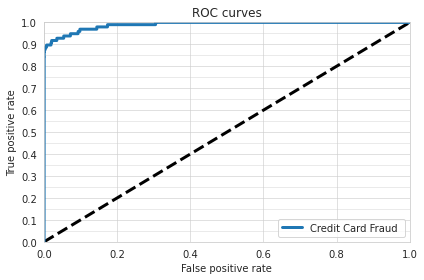 ROC curves
True positive rate
1.0
0.9
0.8
0.7
0.6
0.5
0.4
0.3
0.2
0.1
0.0
Credit Card Fraud
0.0 0.2 0.4 0.6 0.8 1.0
False positive rate